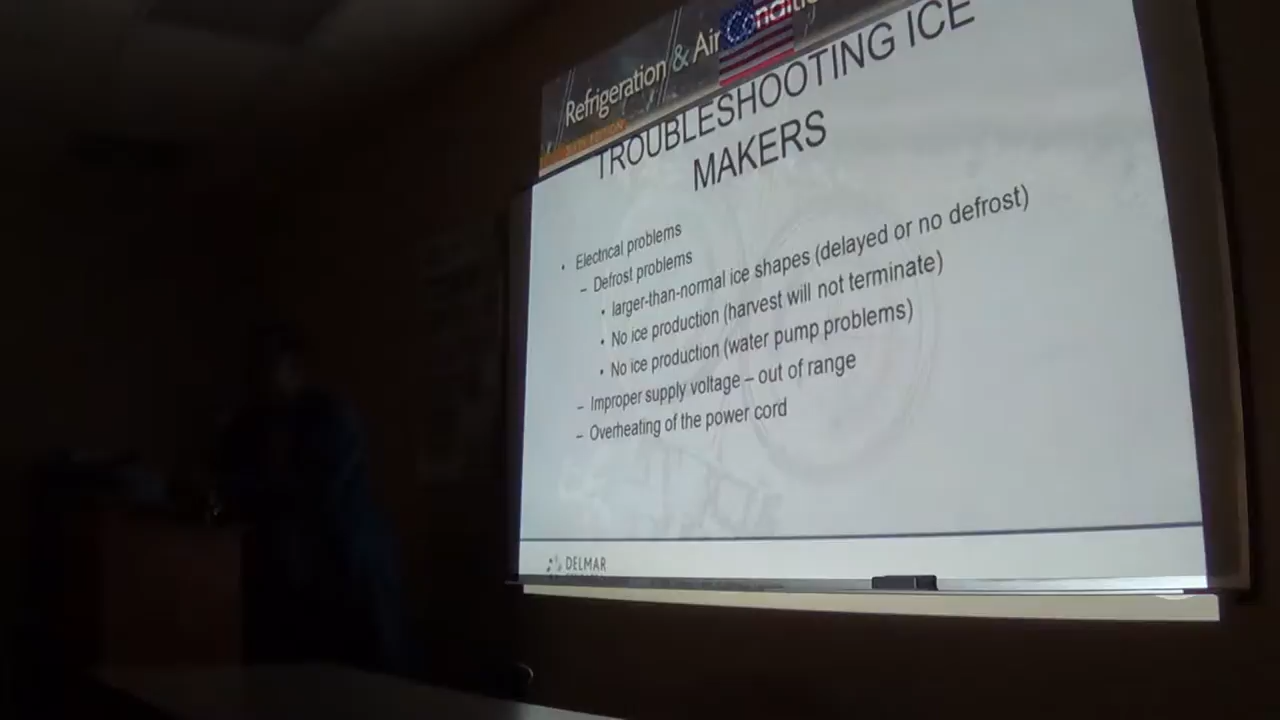 Refrigeration & Air Conditio
TROUBLESHOOTING ICE
MAKERS
• Electrical problems
– Defrost problems
• larger-than-normal ice shapes (delayed or no defrost)
• No ice production (harvest will not terminate)
• No ice production (water pump problems)
– Improper supply voltage – out of range
– Overheating of the power cord
DELMAR